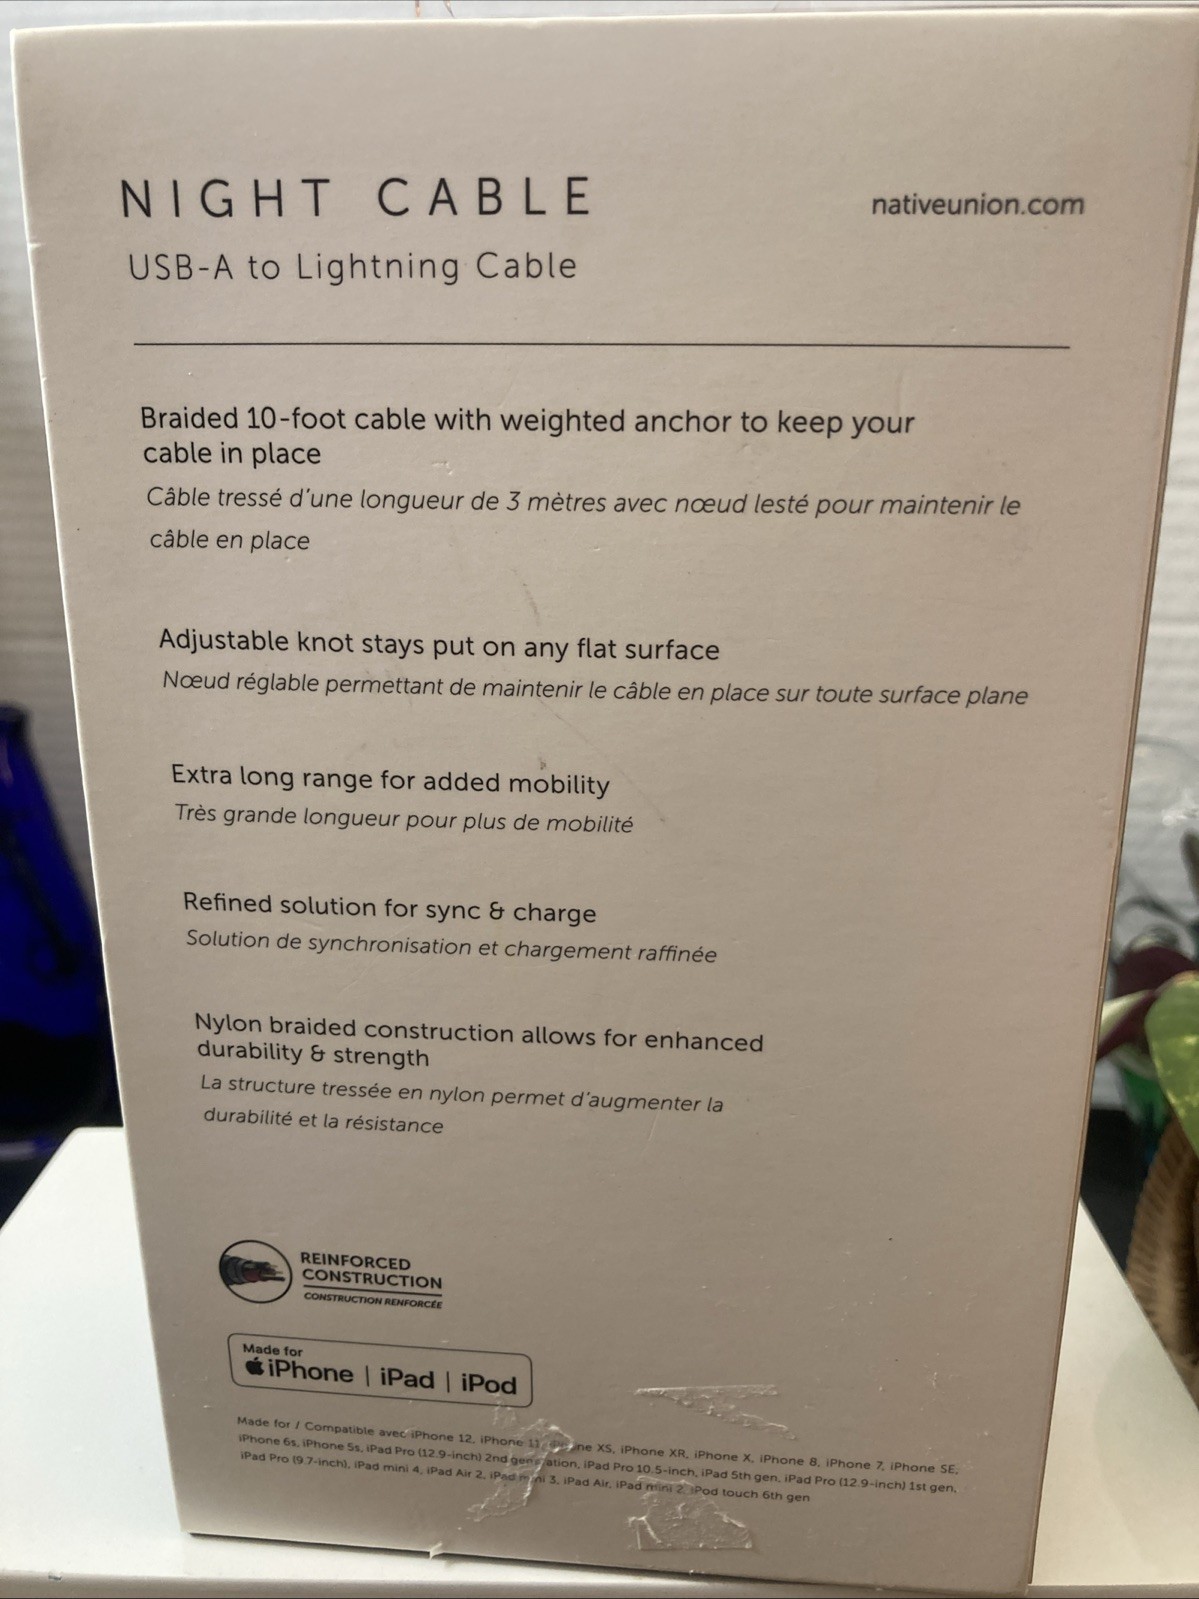 NIGHT CABLE
nativeunion.com
USB-A to Lightning Cable
Braided 10-foot cable with weighted anchor to keep your
cable in place
Câble tressé d'une longueur de 3 mètres avec nœud lesté pour maintenir le
câble en place
Adjustable knot stays put on any flat surface
Nœud réglable permettant de maintenir le câble en place sur toute surface plane
Extra long range for added mobility
Très grande longueur pour plus de mobilité
Refined solution for sync & charge
Solution de synchronisation et chargement raffinée
Nylon braided construction allows for enhanced
durability & strength
La structure tressée en nylon permet d'augmenter la
durabilité et la résistance
REINFORCED
CONSTRUCTION
CONSTRUCTION RENFORCÉE
Made for
iPhone | iPad | iPod
Made for / Compatible avec iPhone 12, iPhone 11, XS, iPhone XR, iPhone X, iPhone 8, iPhone 7, iPhone SE,
iPhone 6s, iPhone 5s, iPad Pro (12.9-inch) 2nd generation, iPad Pro 10.5-inch, iPad 5th gen, iPad Pro (12.9-inch) 1st gen,
iPad Pro (9.7-inch), iPad mini 4, iPad Air 2, iPad mini 3, iPad Air, iPad mini 2, iPod touch 6th gen